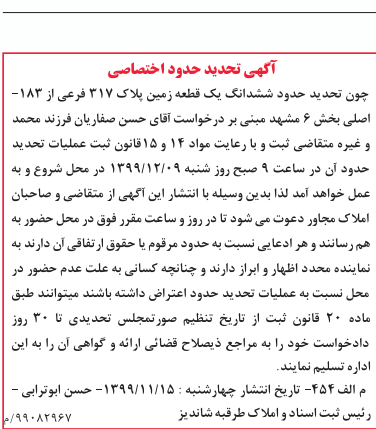 آگهی تحدید حدود اختصاصی
چون تحدید حدود ششدانگ یک قطعه زمین پلاک ۳۱۷ فرعی از ۱۸۳-
اصلی بخش ۶ مشهد مبنی بر درخواست آقای حسن صفاریان فرزند محمد
و غیره متقاضی ثبت و با رعایت مواد ۱۴ و ۱۵قانون ثبت عملیات تحدید
حدود آن در ساعت ۹ صبح روز شنبه ۱۳۹۹/۱۲/۰۹ در محل شروع و به
عمل خواهد آمد لذا بدین وسیله با انتشار این آگهی از متقاضی و صاحبان
املاک مجاور دعوت می شود تا در روز و ساعت مقرر فوق در محل حضور به
هم رسانند و هر ادعایی نسبت به حدود مرقوم یا حقوق ارتفاقی آن دارند به
نماینده محدد اظهار و ابراز دارند و چنانچه کسانی به علت عدم حضور در
محل نسبت به عملیات تحدید حدود اعتراض داشته باشند میتوانند طبق
ماده ۲۰ قانون ثبت از تاریخ تنظیم صورتمجلس تحدیدی تا ۳۰ روز
دادخواست خود را به مراجع ذیصلاح قضائی ارائه و گواهی آن را به این
اداره تسلیم نمایند.
م الف ۴۵۴- تاریخ انتشار چهارشنبه : ۱۳۹۹/۱۱/۱۵- حسن ابوترابی -
رئیس ثبت اسناد و املاک طرقبه شاندیز
۹۹۰۸۲۹۶۷/م